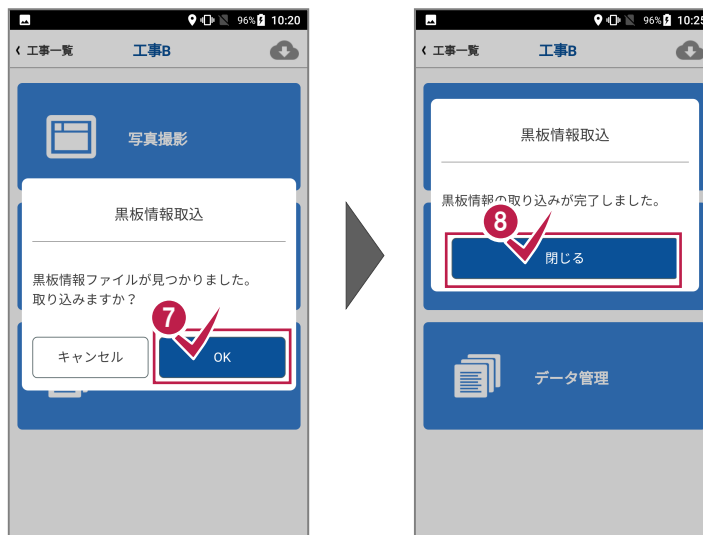 96% 10:20
工事一覧 工事B
写真撮影
黒板情報取込
黒板情報ファイルが見つかりました。
取り込みますか？
7
キャンセル OK
96% 10:25
工事一覧 工事B
黒板情報取込
黒板情報の取り込みが完了しました。
8
閉じる
データ管理